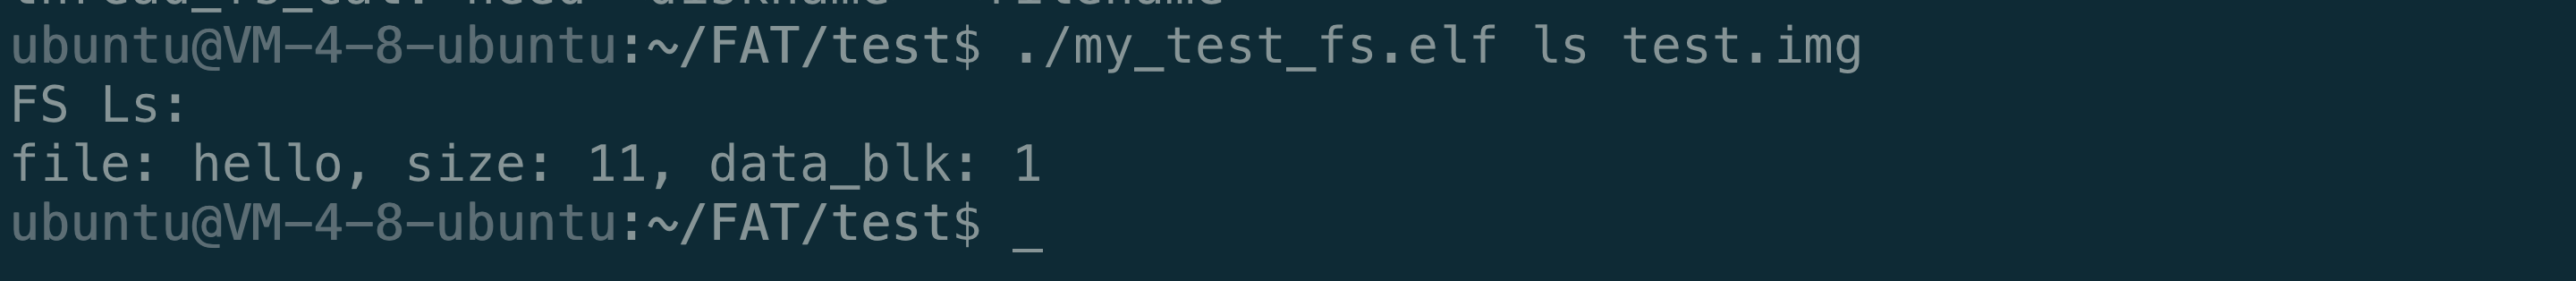 ubuntu@VM-4-8-ubuntu:~/FAT/test$ ./my_test_fs.elf ls test.img
FS Ls:
file: hello, size: 11, data_blk: 1
ubuntu@VM-4-8-ubuntu:~/FAT/test$ _